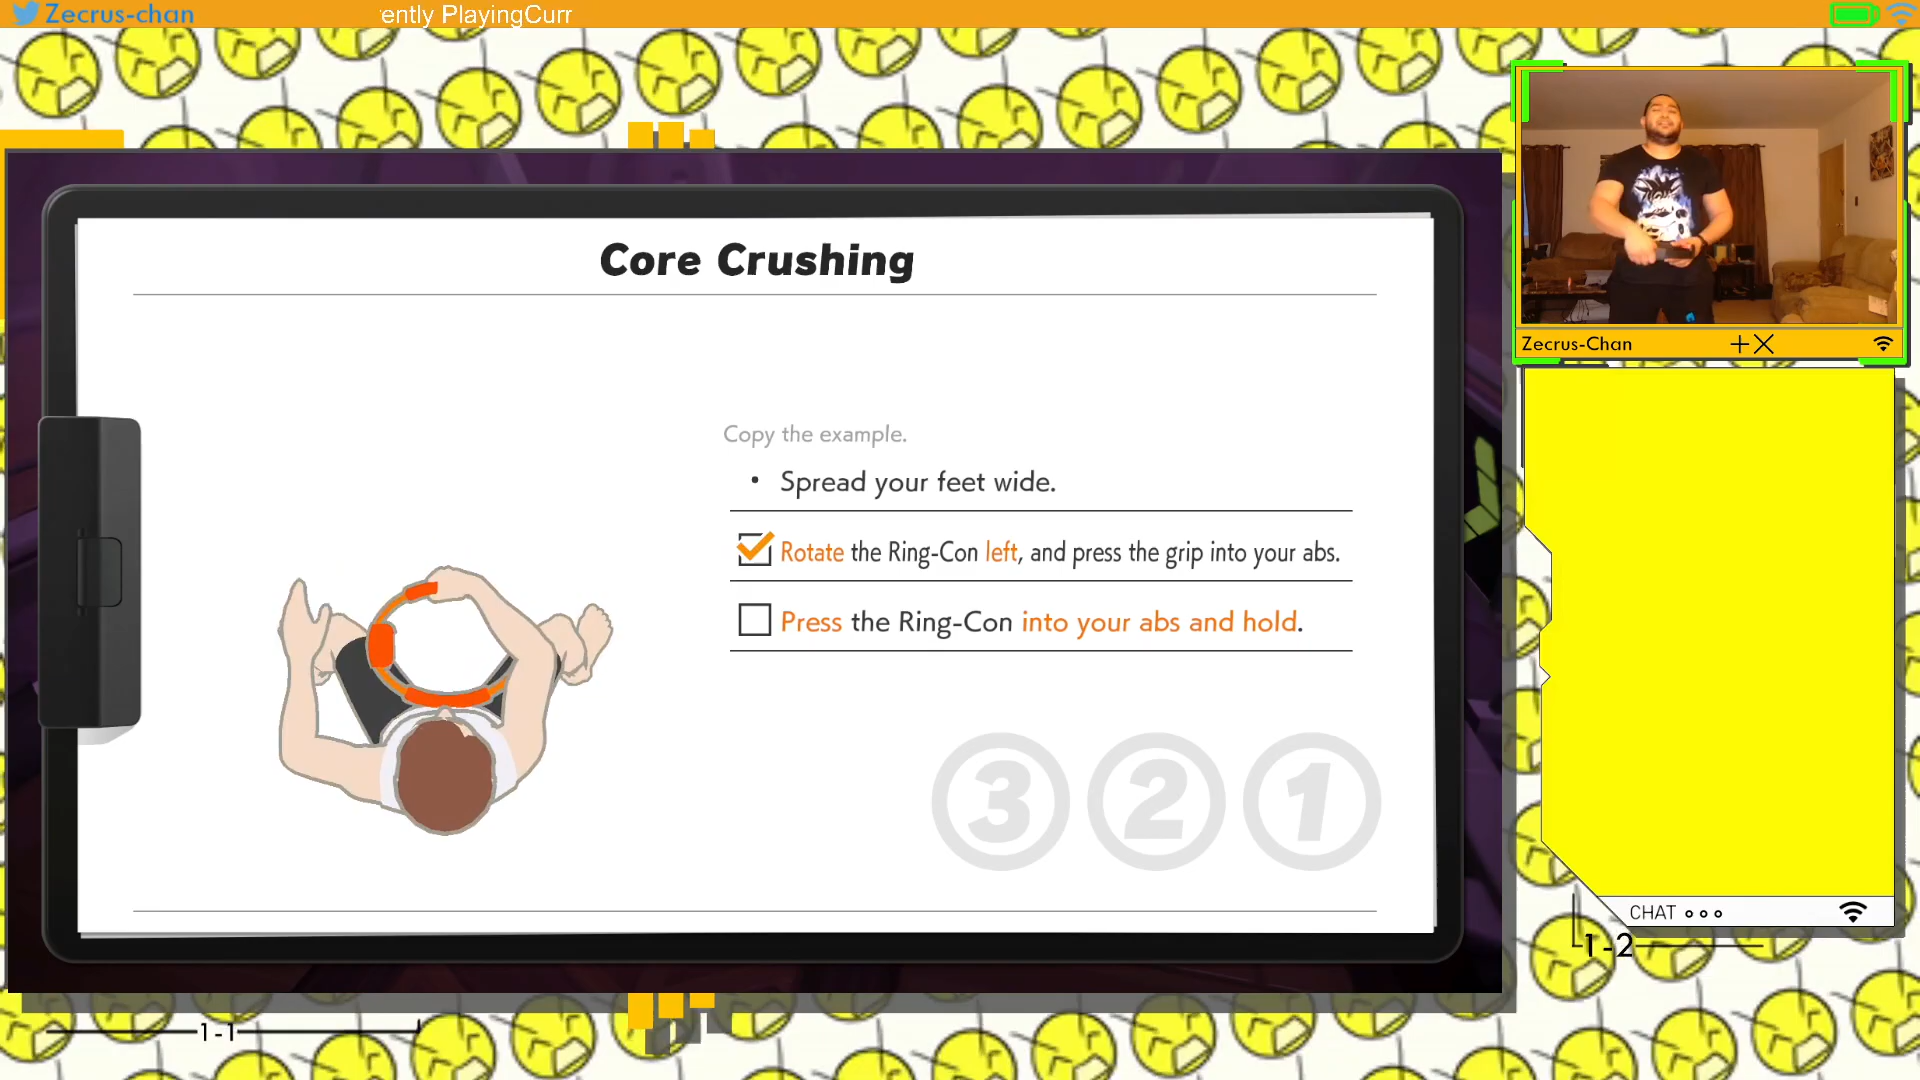 Zecrus-chan
ently PlayingCurr
Core Crushing
Copy the example.
• Spread your feet wide.
Rotate the Ring-Con left, and press the grip into your abs.
Press the Ring-Con into your abs and hold.
3 2 1
Zecrus-Chan
CHAT
1-2
1-1